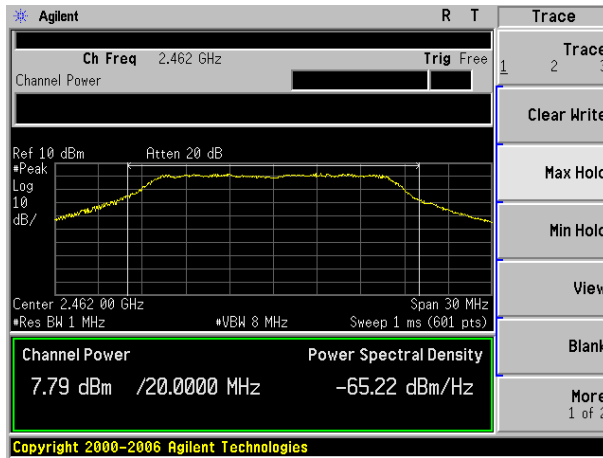 Agilent R T Trace
Ch Freq 2.462 GHz Trig Free
Channel Power
Trace
1 2 3
Clear Write
Max Hold
Min Hold
View
Blank
More
1 of 2
Ref 10 dBm Atten 20 dB
#Peak
Log
10
dB/
Center 2.462 00 GHz Span 30 MHz
#Res BW 1 MHz #VBW 8 MHz Sweep 1 ms (601 pts)
Channel Power Power Spectral Density
7.79 dBm /20.0000 MHz -65.22 dBm/Hz
Copyright 2000-2006 Agilent Technologies